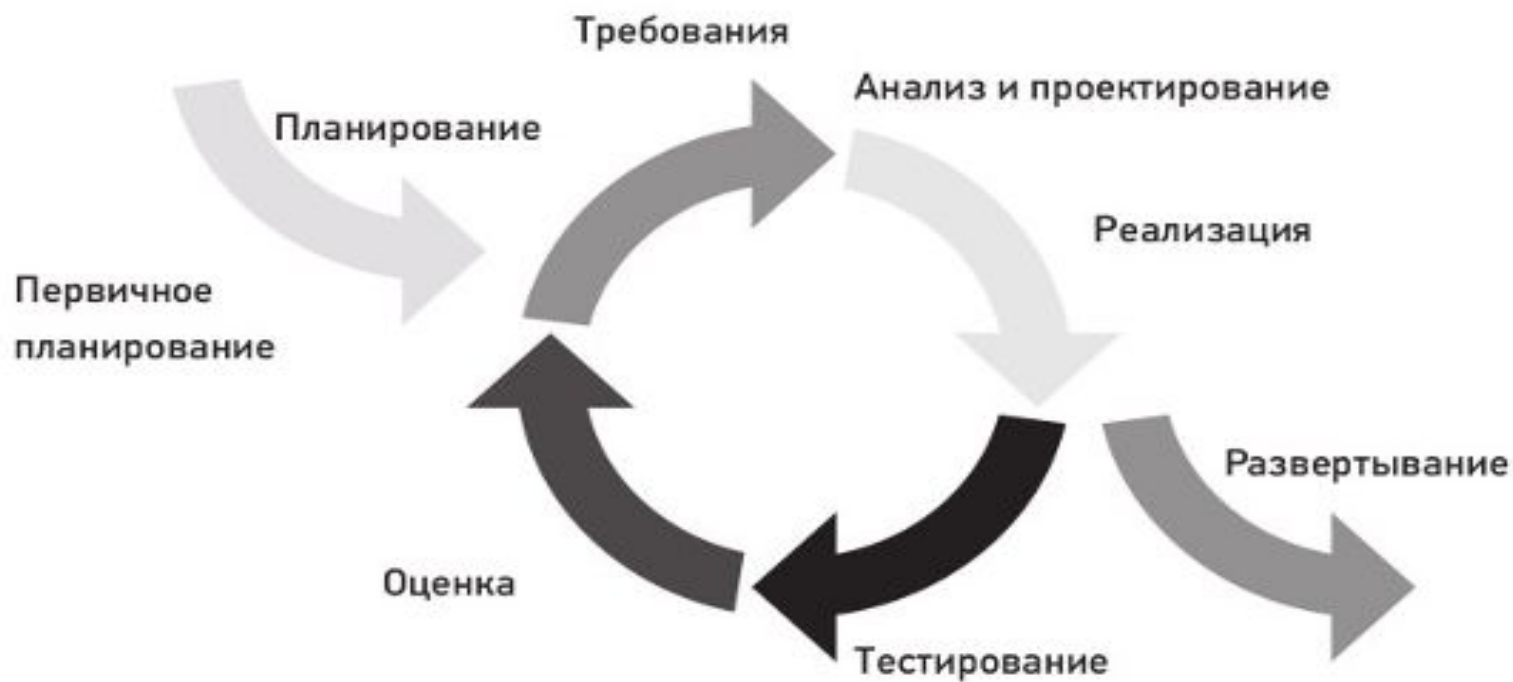 Требования
Анализ и проектирование
Планирование
Реализация
Первичное
планирование
Развертывание
Оценка
Тестирование